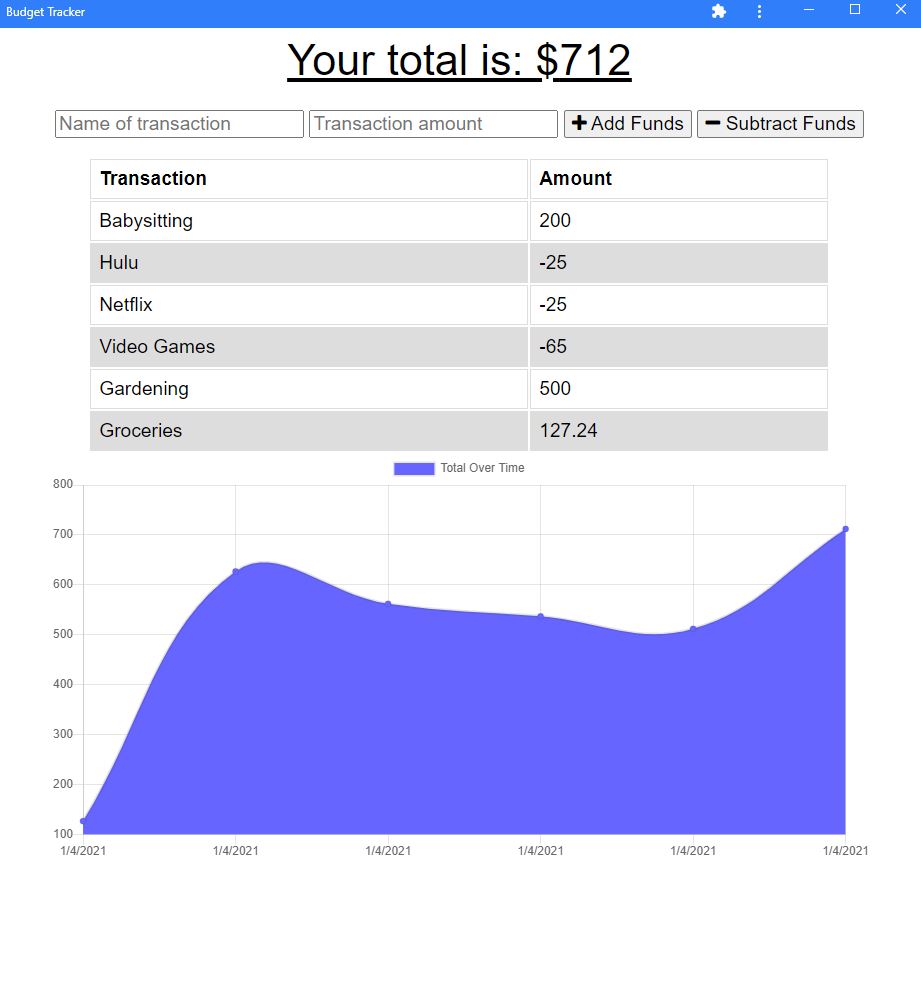 Budget Tracker
Your total is: $712
Name of transaction Transaction amount Add Funds Subtract Funds
Transaction Amount
Babysitting 200
Hulu -25
Netflix -25
Video Games -65
Gardening 500
Groceries 127.24
Total Over Time
800
700
600
500
400
300
200
100
1/4/2021 1/4/2021 1/4/2021 1/4/2021 1/4/2021 1/4/2021